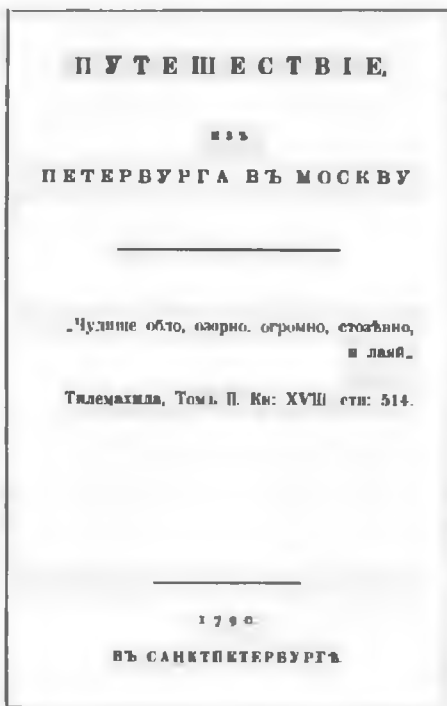 ПУТЕШЕСТВІЕ.
ИЗЪ
ПЕТЕРБУРГА ВЪ МОСКВУ
„Чудище обло, озорно, огромно, стозѣвно,
и лаяй„
Тилемахида, Томъ II. Кн: XVIII сти: 514.
1790
ВЪ САНКТПЕТЕРБУРГѢ